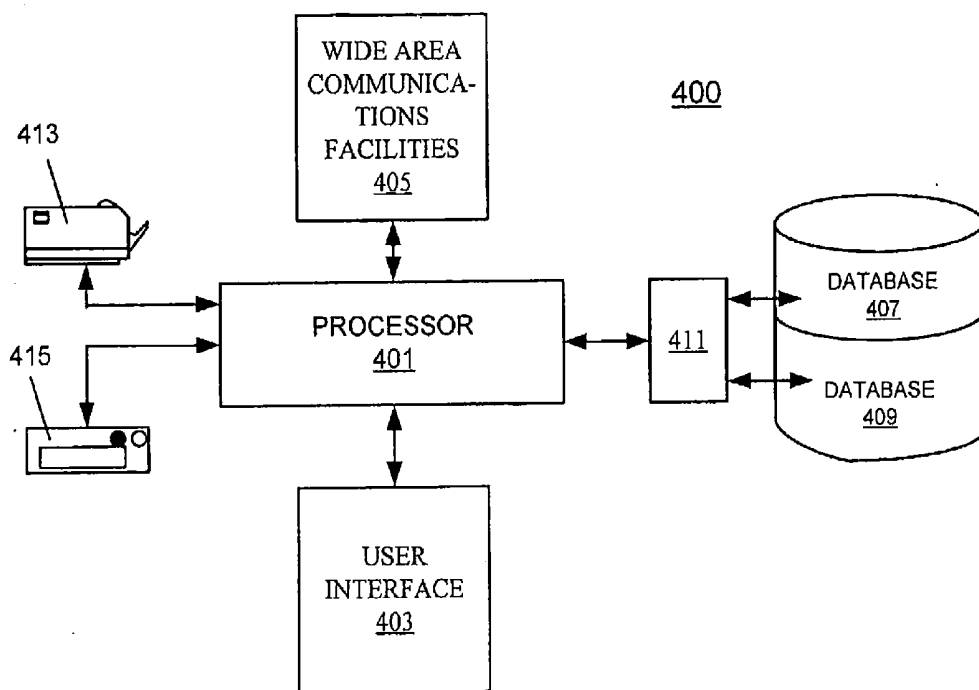 WIDE AREA
COMMUNICA-
TIONS
FACILITIES
405
400
413
PROCESSOR
401
411
DATABASE
407
DATABASE
409
415
USER
INTERFACE
403